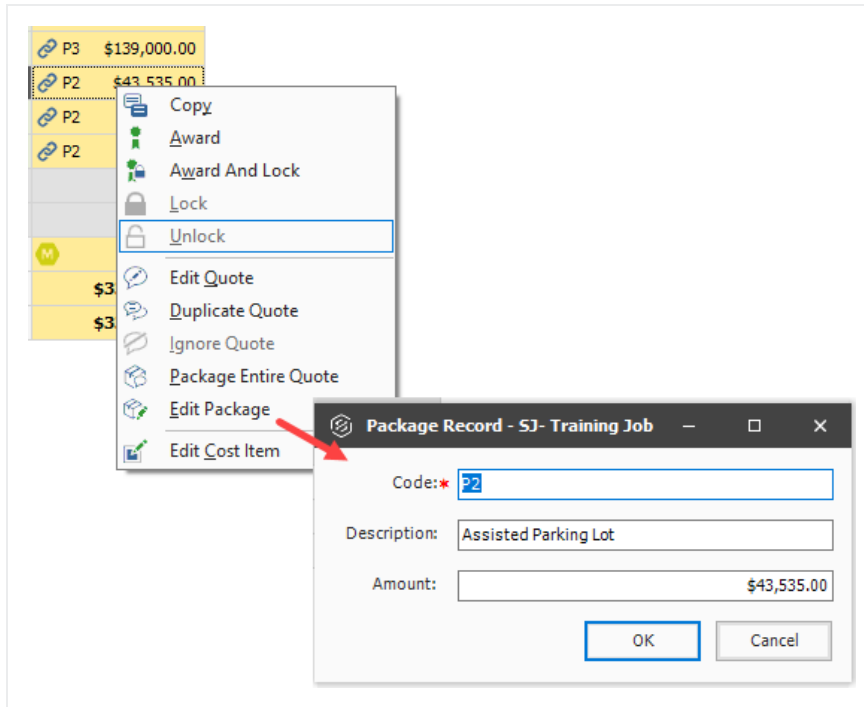 P3 $139,000.00
P2 $43,535.00
P2
P2
M
$3
$3
Copy
Award
Award And Lock
Lock
Unlock
Edit Quote
Duplicate Quote
Ignore Quote
Package Entire Quote
Edit Package
Edit Cost Item
Package Record - SJ- Training Job
Code:* P2
Description: Assisted Parking Lot
Amount: $43,535.00
OK Cancel